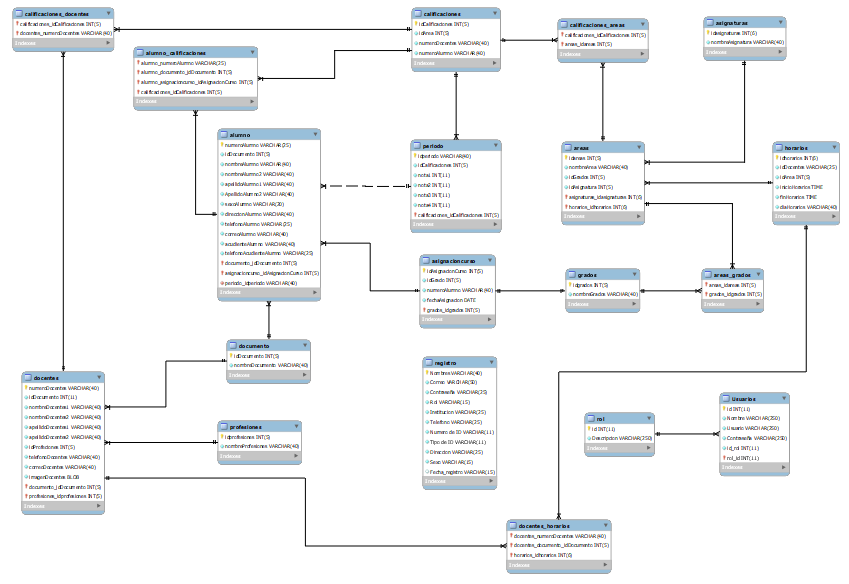 calificaciones_docentes
calificaciones_idCalificaciones INT(5)
docentes_numeroDocentes VARCHAR(40)
Indexes
alumno_calificaciones
alumno_numeroAlumno VARCHAR(25)
alumno_documento_idDocumento INT(5)
alumno_asignacioncurso_idAsignacionCurso INT(5)
calificaciones_idCalificaciones INT(5)
Indexes
calificaciones
idCalificaciones INT(5)
idArea INT(5)
numeroDocentes VARCHAR(40)
numeroAlumno VARCHAR(40)
Indexes
calificaciones_areas
calificaciones_idCalificaciones INT(5)
areas_idareas INT(5)
Indexes
asignaturas
idasignaturas INT(6)
nombreAsignatura VARCHAR(40)
Indexes
alumno
numeroAlumno VARCHAR(25)
idDocumento INT(5)
nombreAlumno VARCHAR(40)
nombreAlumno2 VARCHAR(40)
apellidoAlumno1 VARCHAR(40)
ApellidoAlumno2 VARCHAR(40)
sexoAlumno VARCHAR(20)
direccionAlumno VARCHAR(40)
telefonoAlumno VARCHAR(25)
correoAlumno VARCHAR(40)
acudienteAlumno VARCHAR(40)
telefonoAcudienteAlumno VARCHAR(25)
documento_idDocumento INT(5)
asignacioncurso_idAsignacionCurso INT(5)
periodo_idperiodo VARCHAR(40)
Indexes
periodo
idperiodo VARCHAR(40)
idCalificaciones INT(5)
nota1 INT(11)
nota2 INT(11)
nota3 INT(11)
nota4 INT(11)
calificaciones_idCalificaciones INT(5)
Indexes
areas
idareas INT(5)
nombreArea VARCHAR(40)
idGrados INT(5)
idAsignatura INT(5)
asignaturas_idasignaturas INT(6)
horarios_idhorarios INT(6)
Indexes
horarios
idhorarios INT(6)
idDocentes VARCHAR(25)
idArea INT(5)
inicioHorarios TIME
finHorarios TIME
diaHorarios VARCHAR(40)
Indexes
asignacioncurso
idAsignacionCurso INT(5)
idGrado INT(5)
numeroAlumno VARCHAR(40)
fechaAsignacion DATE
grados_idgrados INT(5)
Indexes
grados
idgrados INT(5)
nombreGrados VARCHAR(40)
Indexes
areas_grados
areas_idareas INT(5)
grados_idgrados INT(5)
Indexes
documento
idDocumento INT(5)
nombreDocumento VARCHAR(40)
Indexes
docentes
numeroDocentes VARCHAR(40)
idDocumento INT(11)
nombreDocentes1 VARCHAR(40)
nombreDocentes2 VARCHAR(40)
apellidoDocentes1 VARCHAR(40)
apellidoDocentes2 VARCHAR(40)
idProfesiones INT(5)
telefonoDocentes VARCHAR(40)
correoDocentes VARCHAR(40)
imagenDocentes BLOB
documento_idDocumento INT(5)
profesiones_idprofesiones INT(5)
Indexes
profesiones
idprofesiones INT(5)
nombreProfesiones VARCHAR(40)
Indexes
registro
Nombres VARCHAR(40)
Correo VARCHAR(50)
Contraseña VARCHAR(25)
Rol VARCHAR(15)
Institucion VARCHAR(25)
Telefono VARCHAR(25)
Numero de ID VARCHAR(11)
Tipo de ID VARCHAR(11)
Direccion VARCHAR(25)
Sexo VARCHAR(15)
Fecha_registro VARCHAR(15)
Indexes
rol
id INT(11)
Descripcion VARCHAR(250)
Indexes
Usuarios
id INT(11)
Nombre VARCHAR(250)
Usuario VARCHAR(250)
Contraseña VARCHAR(250)
id_rol INT(11)
rol_id INT(11)
Indexes
docentes_horarios
docentes_numeroDocentes VARCHAR(40)
docentes_documento_idDocumento INT(5)
horarios_idhorarios INT(6)
Indexes